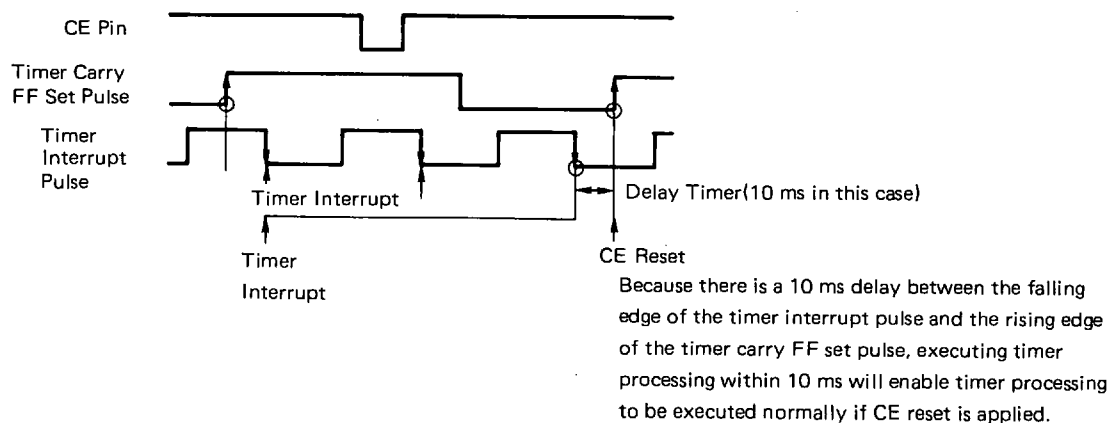 CE Pin
Timer Carry
FF Set Pulse
Timer
Interrupt
Pulse
Timer Interrupt
Delay Timer(10 ms in this case)
Timer
Interrupt
CE Reset
Because there is a 10 ms delay between the falling
edge of the timer interrupt pulse and the rising edge
of the timer carry FF set pulse, executing timer
processing within 10 ms will enable timer processing
to be executed normally if CE reset is applied.